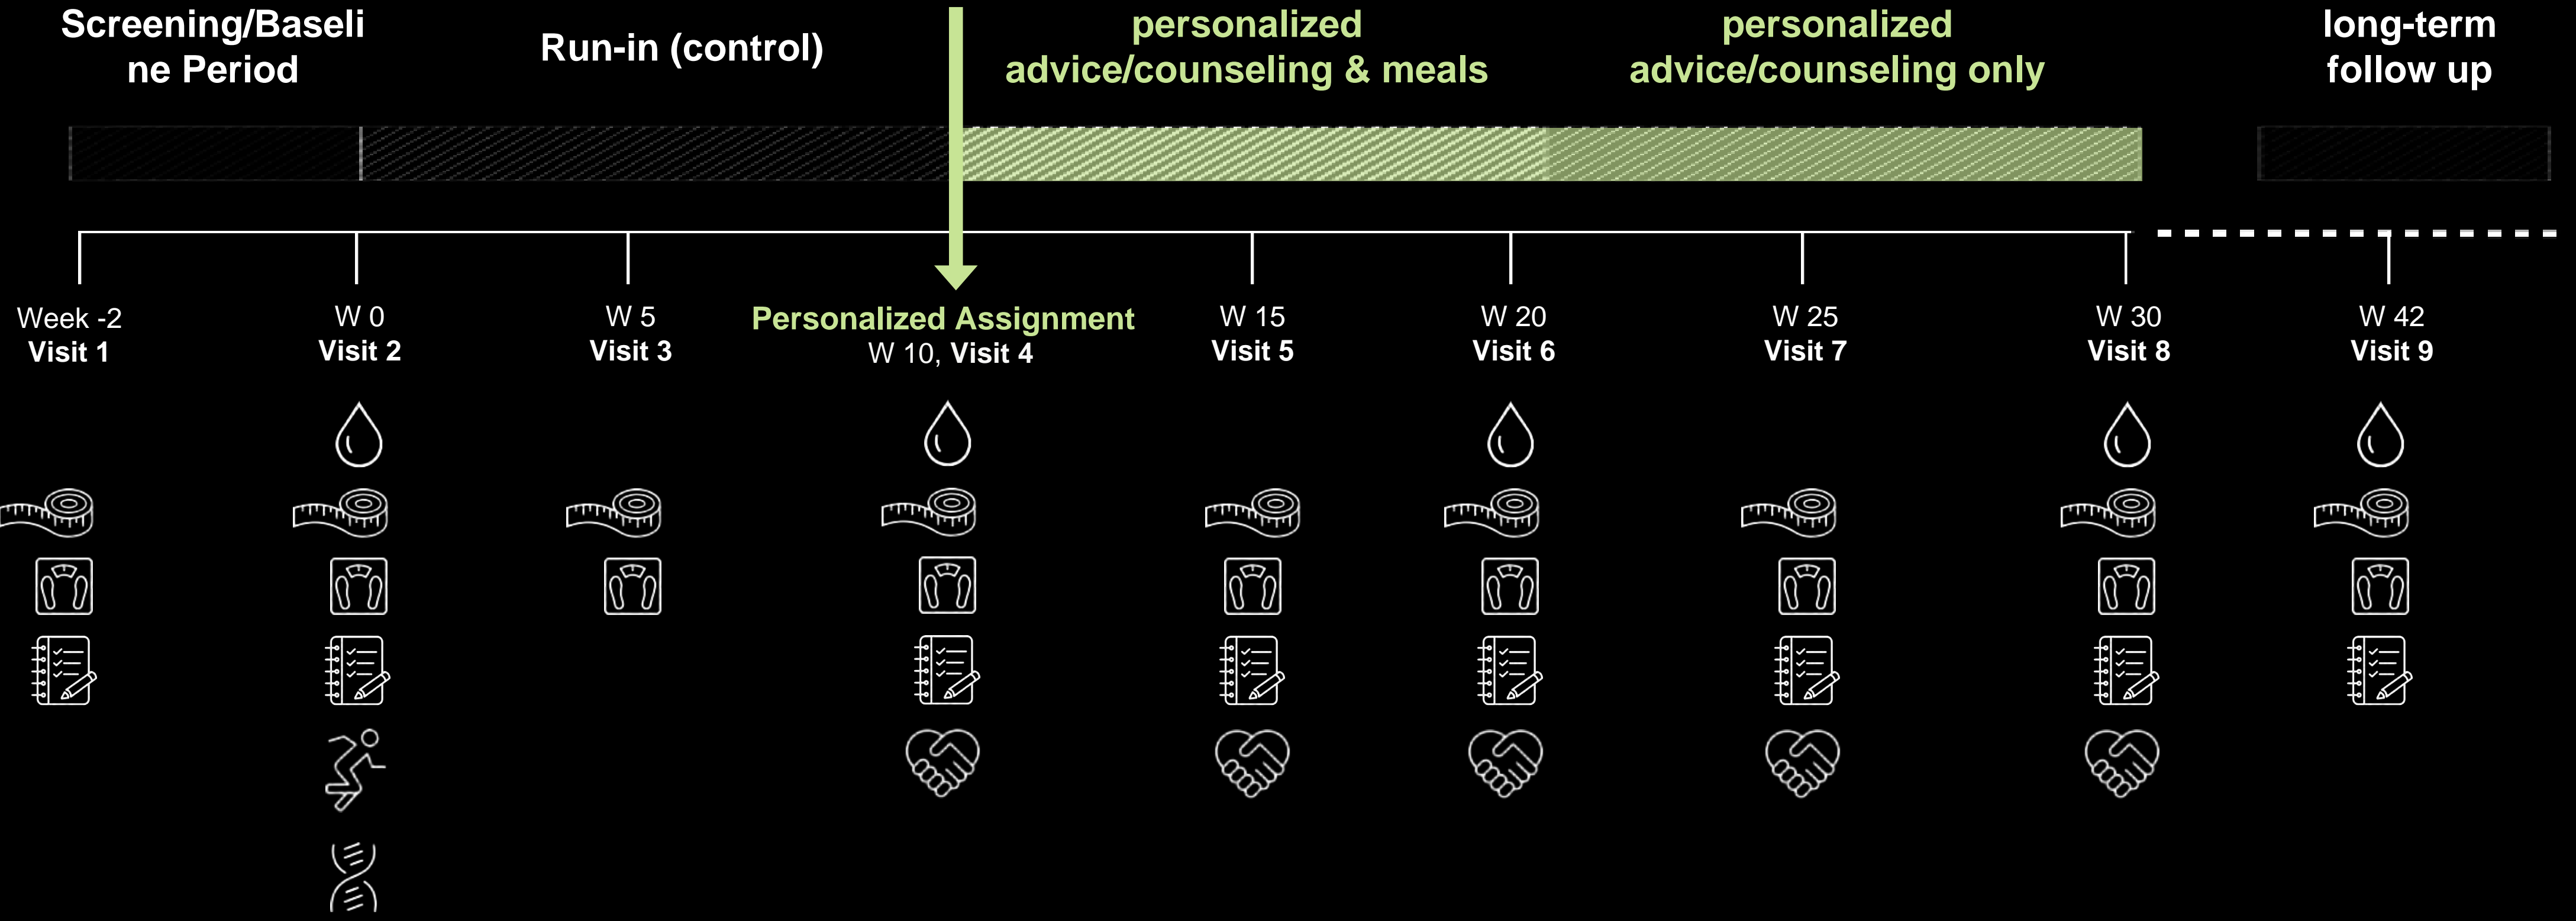 Screening/Baseli
ne Period
Run-in (control)
personalized
advice/counseling & meals
personalized
advice/counseling only
long-term
follow up
Week -2
Visit 1
W 0
Visit 2
W 5
Visit 3
Personalized Assignment
W 10, Visit 4
W 15
Visit 5
W 20
Visit 6
W 25
Visit 7
W 30
Visit 8
W 42
Visit 9